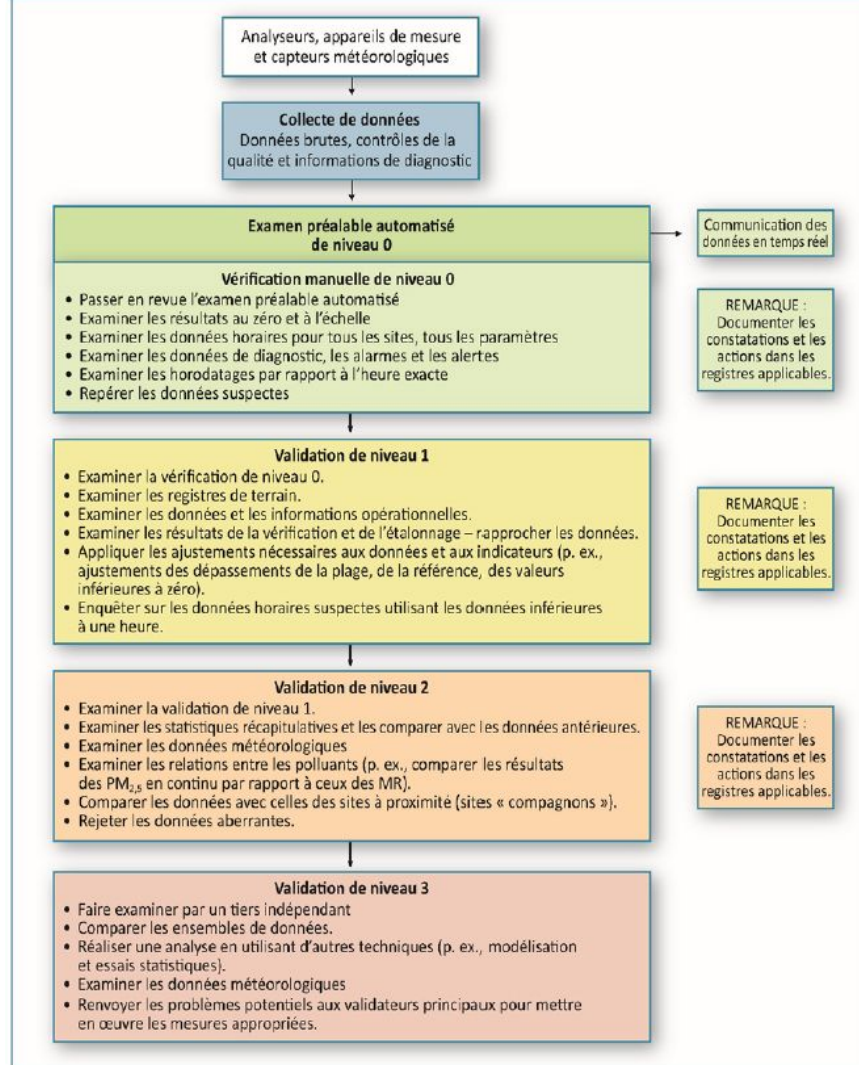 Analyseurs, appareils de mesure
et capteurs météorologiques
Collecte de données
Données brutes, contrôles de la
qualité et informations de diagnostic
Examen préalable automatisé
de niveau 0
Communication des
données en temps réel
Vérification manuelle de niveau 0
• Passer en revue l'examen préalable automatisé
• Examiner les résultats au zéro et à l'échelle
• Examiner les données horaires pour tous les sites, tous les paramètres
• Examiner les données de diagnostic, les alarmes et les alertes
• Examiner les horodatages par rapport à l'heure exacte
• Repérer les données suspectes
REMARQUE :
Documenter les
constatations et les
actions dans les
registres applicables.
Validation de niveau 1
• Examiner la vérification de niveau 0.
• Examiner les registres de terrain.
• Examiner les données et les informations opérationnelles.
• Examiner les résultats de la vérification et de l'étalonnage – rapprocher les données.
• Appliquer les ajustements nécessaires aux données et aux indicateurs (p. ex.,
ajustements des dépassements de la plage, de la référence, des valeurs
inférieures à zéro).
• Enquêter sur les données horaires suspectes utilisant les données inférieures
à une heure.
REMARQUE :
Documenter les
constatations et les
actions dans les
registres applicables.
Validation de niveau 2
• Examiner la validation de niveau 1.
• Examiner les statistiques récapitulatives et les comparer avec les données antérieures.
• Examiner les données météorologiques
• Examiner les relations entre les polluants (p. ex., comparer les résultats
des PM2,5 en continu par rapport à ceux des MR).
• Comparer les données avec celles des sites à proximité (sites « compagnons »).
• Rejeter les données aberrantes.
REMARQUE :
Documenter les
constatations et les
actions dans les
registres applicables.
Validation de niveau 3
• Faire examiner par un tiers indépendant
• Comparer les ensembles de données.
• Réaliser une analyse en utilisant d'autres techniques (p. ex., modélisation
et essais statistiques).
• Examiner les données météorologiques
• Renvoyer les problèmes potentiels aux validateurs principaux pour mettre
en œuvre les mesures appropriées.